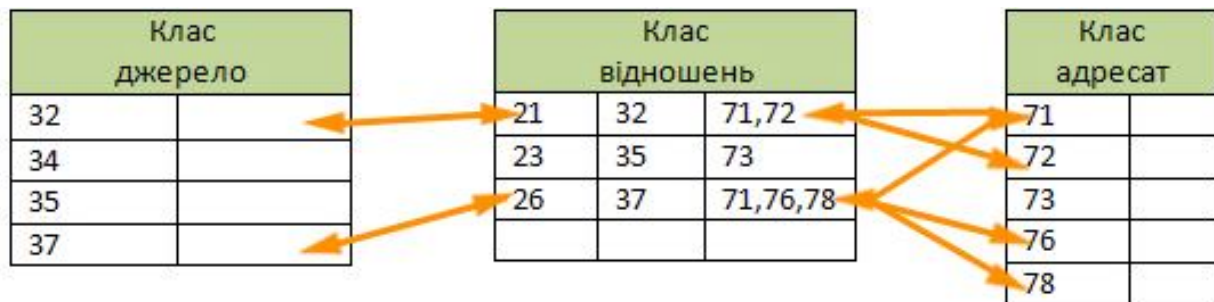 Клас
джерело
32
34
35
37
Клас
відношень
21 32 71,72
23 35 73
26 37 71,76,78
Клас
адресат
71
72
73
76
78